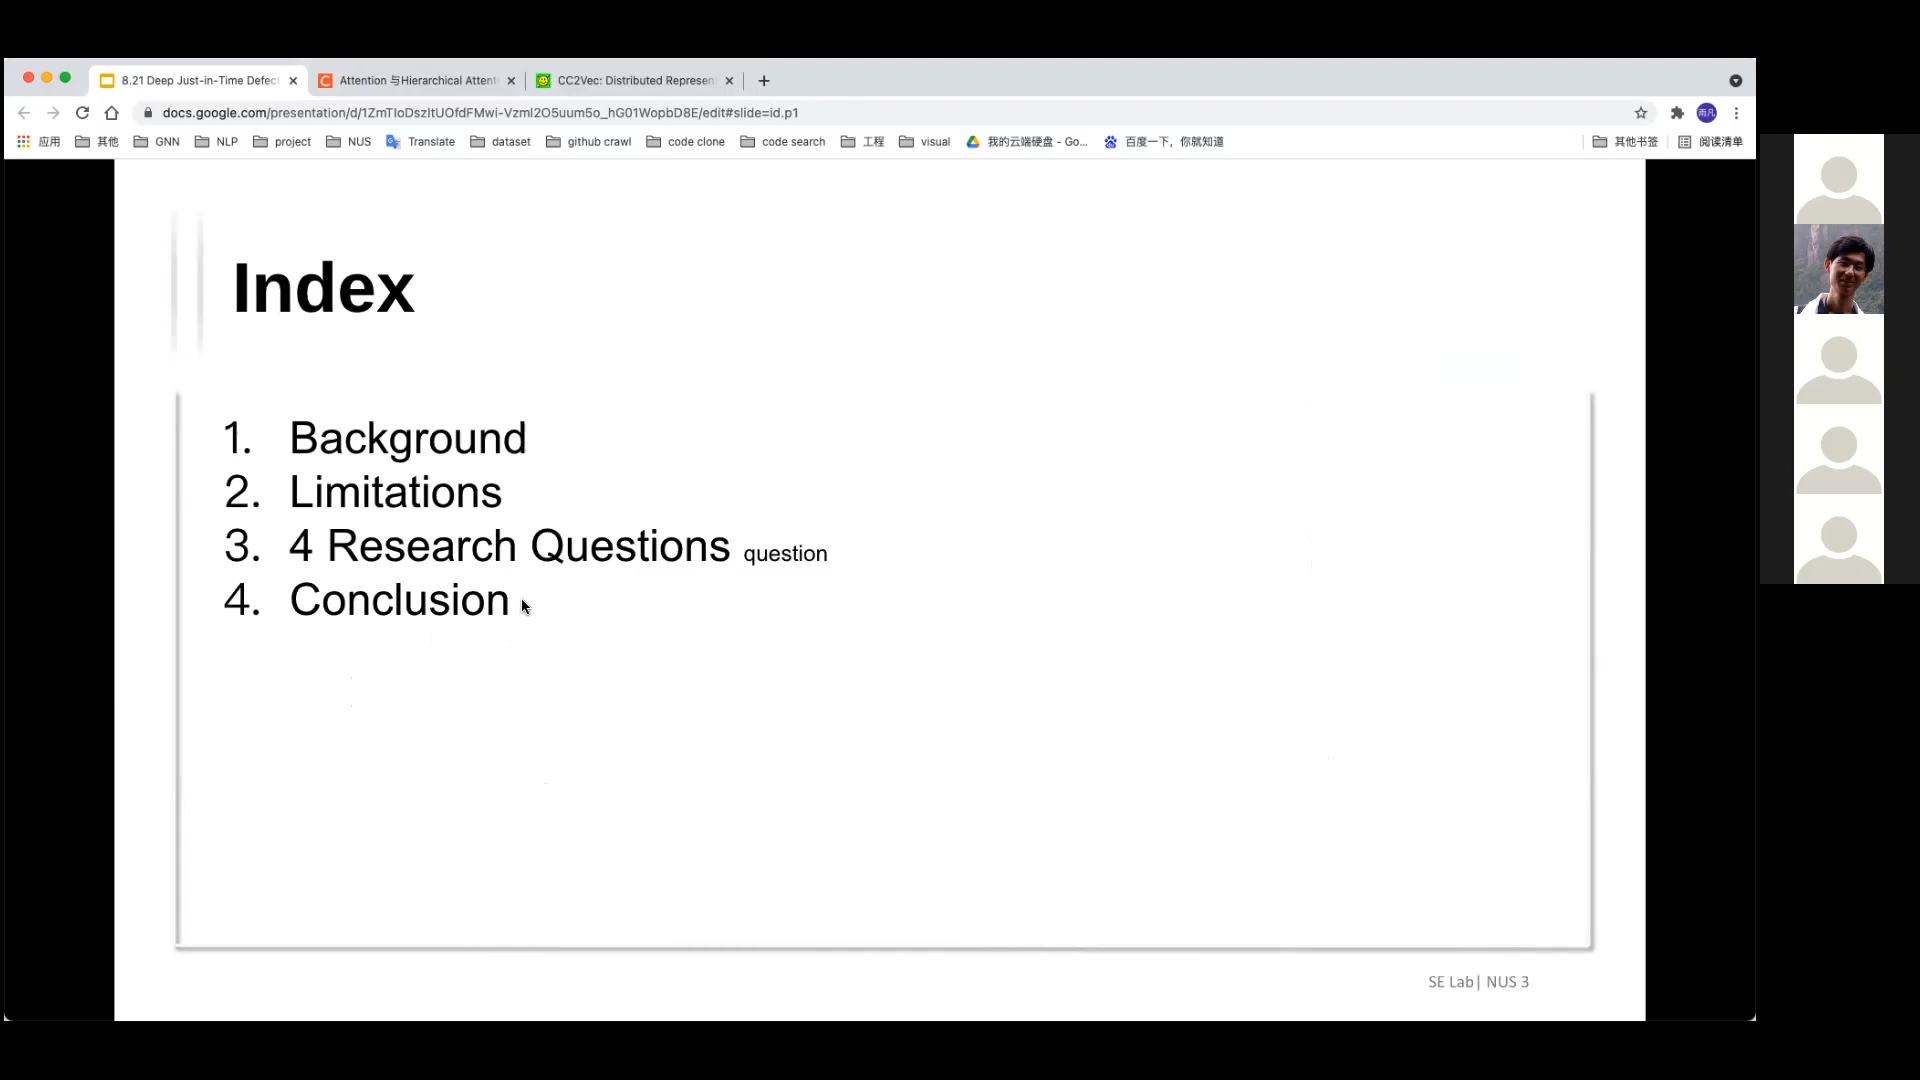 8.21 Deep Just-in-Time Defect
Attention 与Hierarchical Attent
CC2Vec: Distributed Represen
docs.google.com/presentation/d/1ZmTIoDszltUOfdFMwi-Vzml2O5uum5o_hG01WopbD8E/edit#slide=id.p1
雨凡
应用 其他 GNN NLP project NUS Translate dataset github crawl code clone code search 工程 visual 我的云端硬盘 - Go... 百度一下，你就知道 其他书签 阅读清单
Index
1. Background
2. Limitations
3. 4 Research Questions question
4. Conclusion
SE Lab| NUS 3